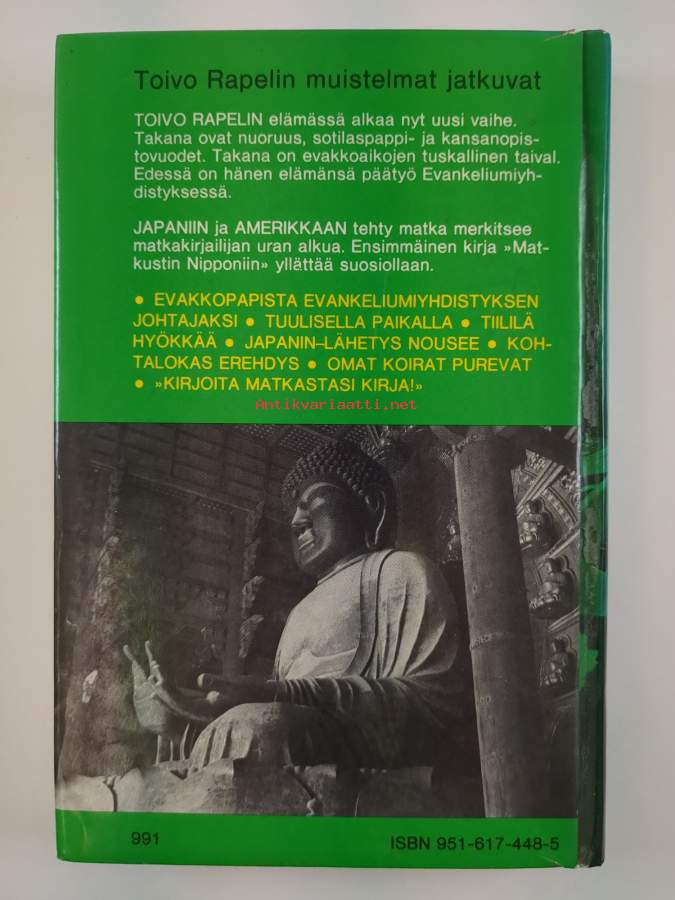 Toivo Rapelin muistelmat jatkuvat
TOIVO RAPELIN elämässä alkaa nyt uusi vaihe.
Takana ovat nuoruus, sotilaspappi- ja kansanopis-
tovuodet. Takana on evakkoaikojen tuskallinen taival.
Edessä on hänen elämänsä päätyö Evankeliumiyh-
distyksessä.
JAPANIIN ja AMERIKKAAN tehty matka merkitsee
matkakirjailijan uran alkua. Ensimmäinen kirja »Mat-
kustin Nipponiin» yllättää suosiollaan.
• EVAKKOPAPISTA EVANKELIUMIYHDISTYKSEN
JOHTAJAKSI • TUULISELLA PAIKALLA • TIILILÄ
HYÖKKÄÄ • JAPANIN–LÄHETYS NOUSEE • KOH-
TALOKAS EREHDYS • OMAT KOIRAT PUREVAT
• »KIRJOITA MATKASTASI KIRJA!»
Antikvariaatti.net
991
ISBN 951-617-448-5